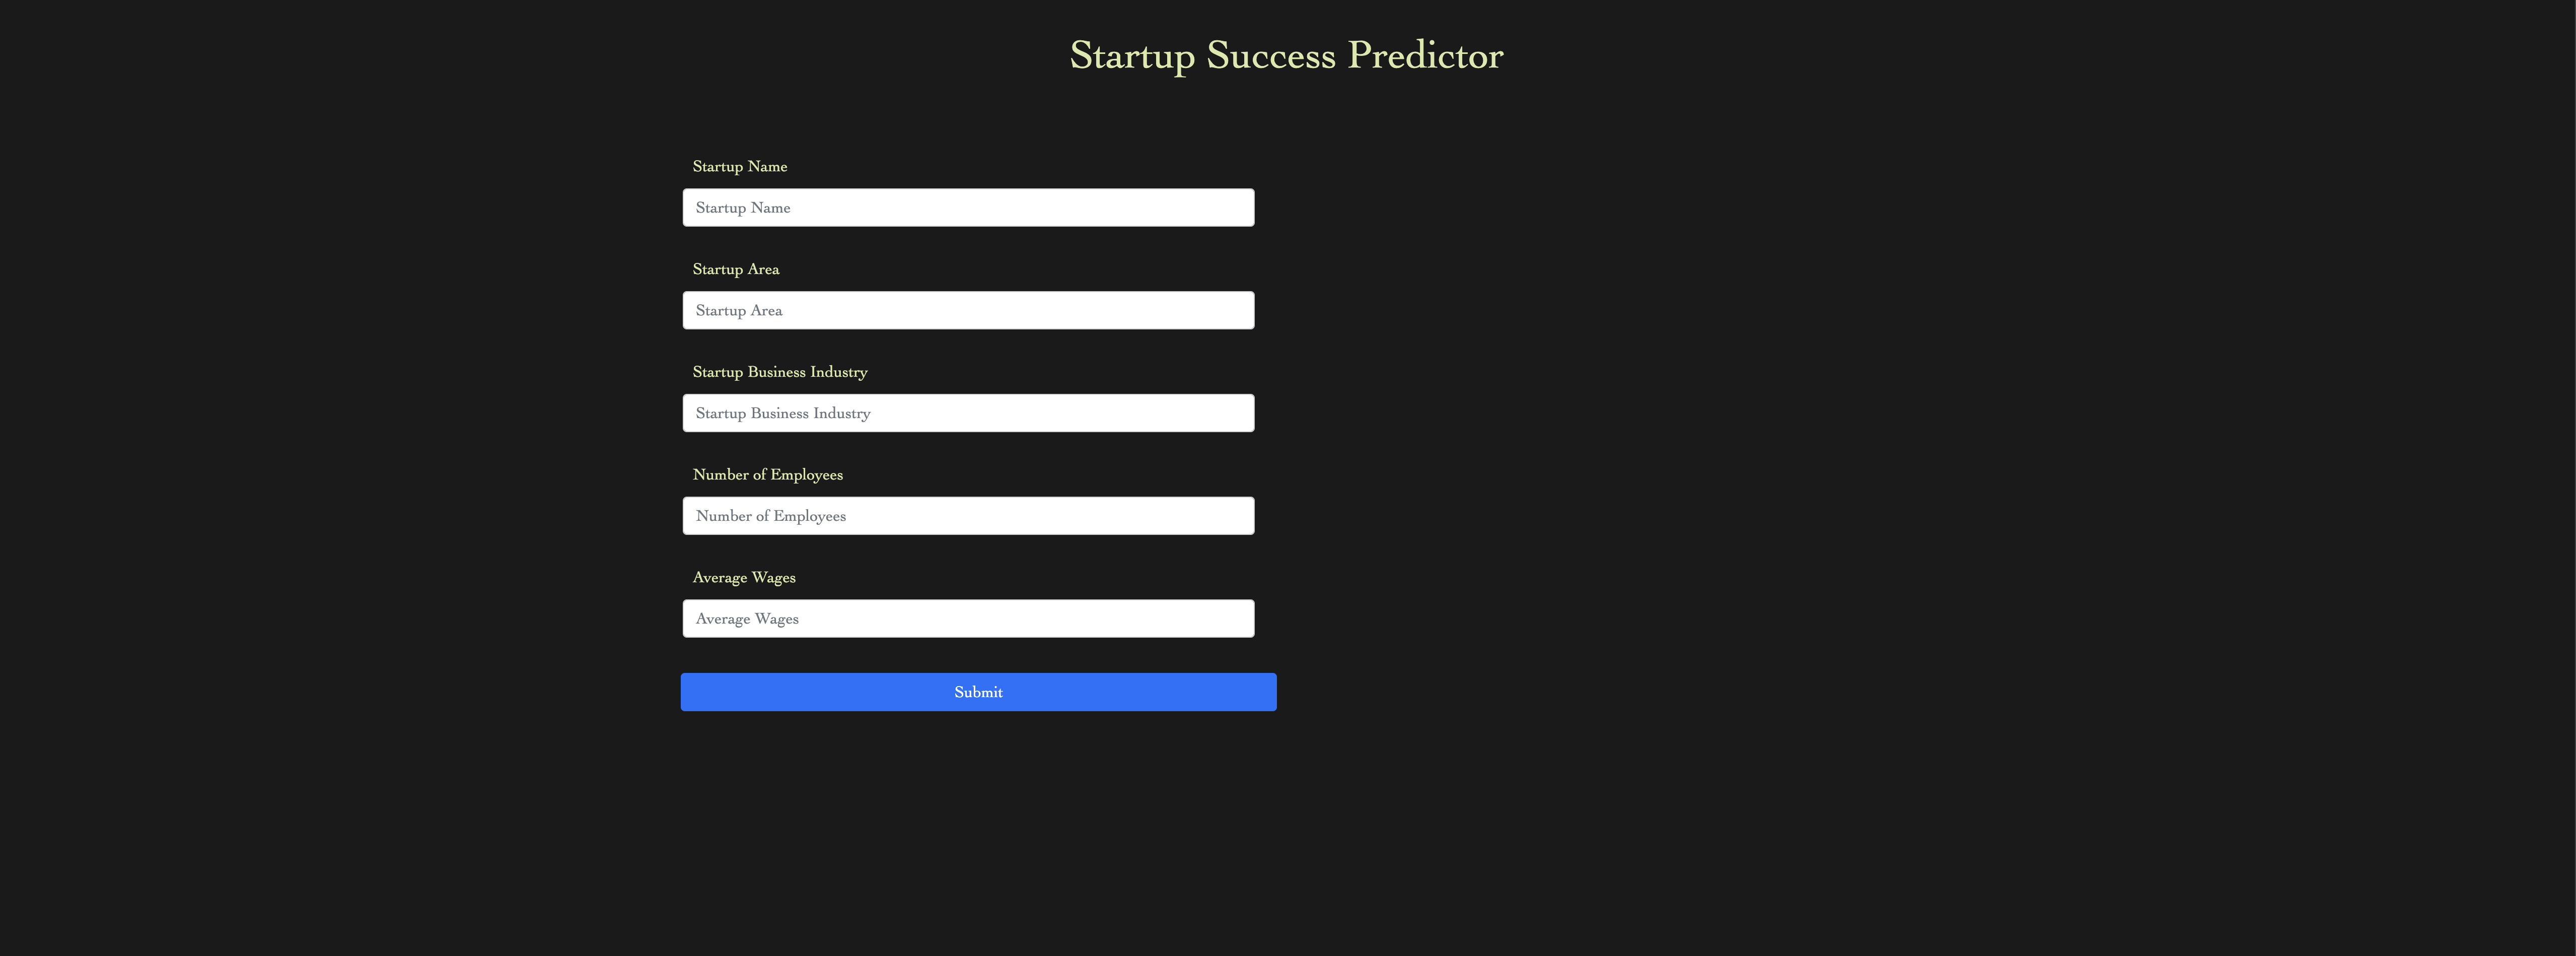 Startup Success Predictor
Startup Name
Startup Name
Startup Area
Startup Area
Startup Business Industry
Startup Business Industry
Number of Employees
Number of Employees
Average Wages
Average Wages
Submit